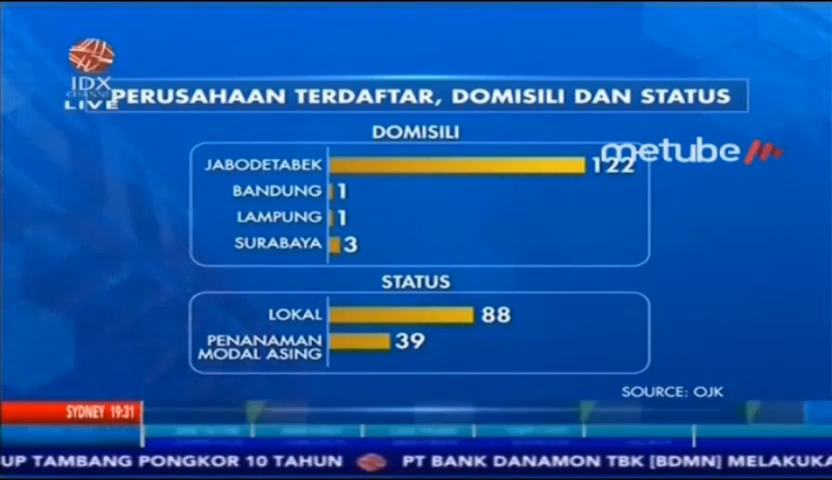 IDX
CHANNEL
LIVE
PERUSAHAAN TERDAFTAR, DOMISILI DAN STATUS
DOMISILI
metube
JABODETABEK 122
BANDUNG 1
LAMPUNG 1
SURABAYA 3
STATUS
LOKAL 88
PENANAMAN
MODAL ASING 39
SOURCE: OJK
SYDNEY 19:31
UP TAMBANG PONGKOR 10 TAHUN PT BANK DANAMON TBK [BDMN] MELAKUKA